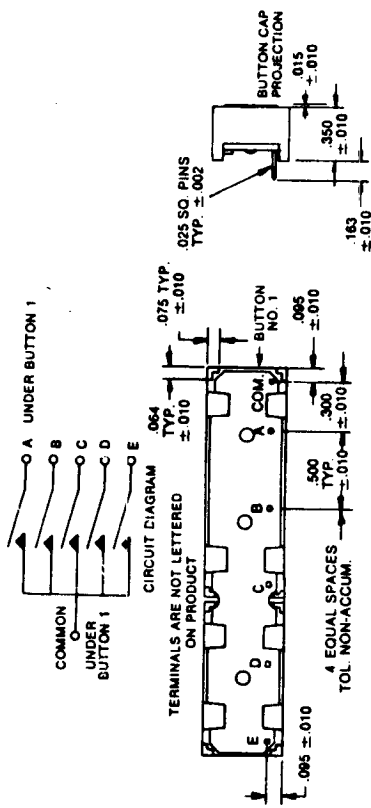 COMMON
UNDER
BUTTON 1
A UNDER BUTTON 1
B
C
D
E
CIRCUIT DIAGRAM
TERMINALS ARE NOT LETTERED
ON PRODUCT
.064
TYP.
±.010
.075 TYP.
±.010
BUTTON
NO. 1
.095
±.010
COM.
A
B
C
D
E
.300
±.010
.500
TYP.
±.010
4 EQUAL SPACES
TOL. NON-ACCUM.
.095 ±.010
.025 SQ. PINS
TYP. ±.002
BUTTON CAP
PROJECTION
.015
±.010
.350
±.010
.163
±.010